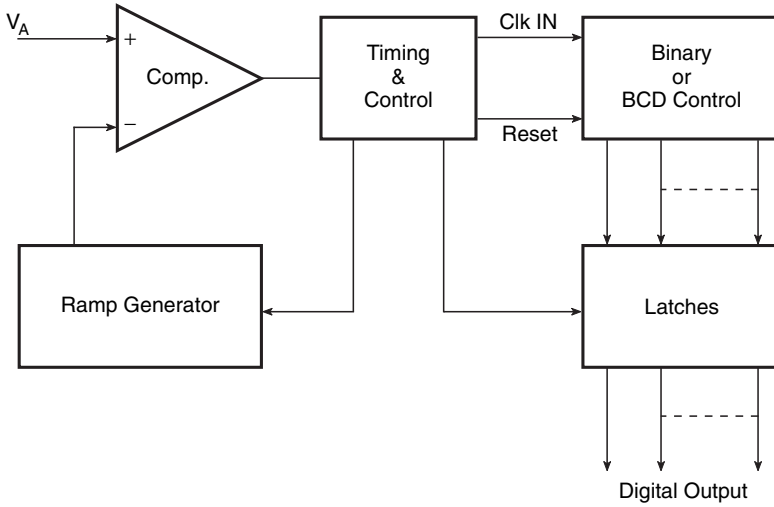 V_A
+
−
Comp.
Timing
&
Control
Clk IN
Reset
Binary
or
BCD Control
Ramp Generator
Latches
Digital Output